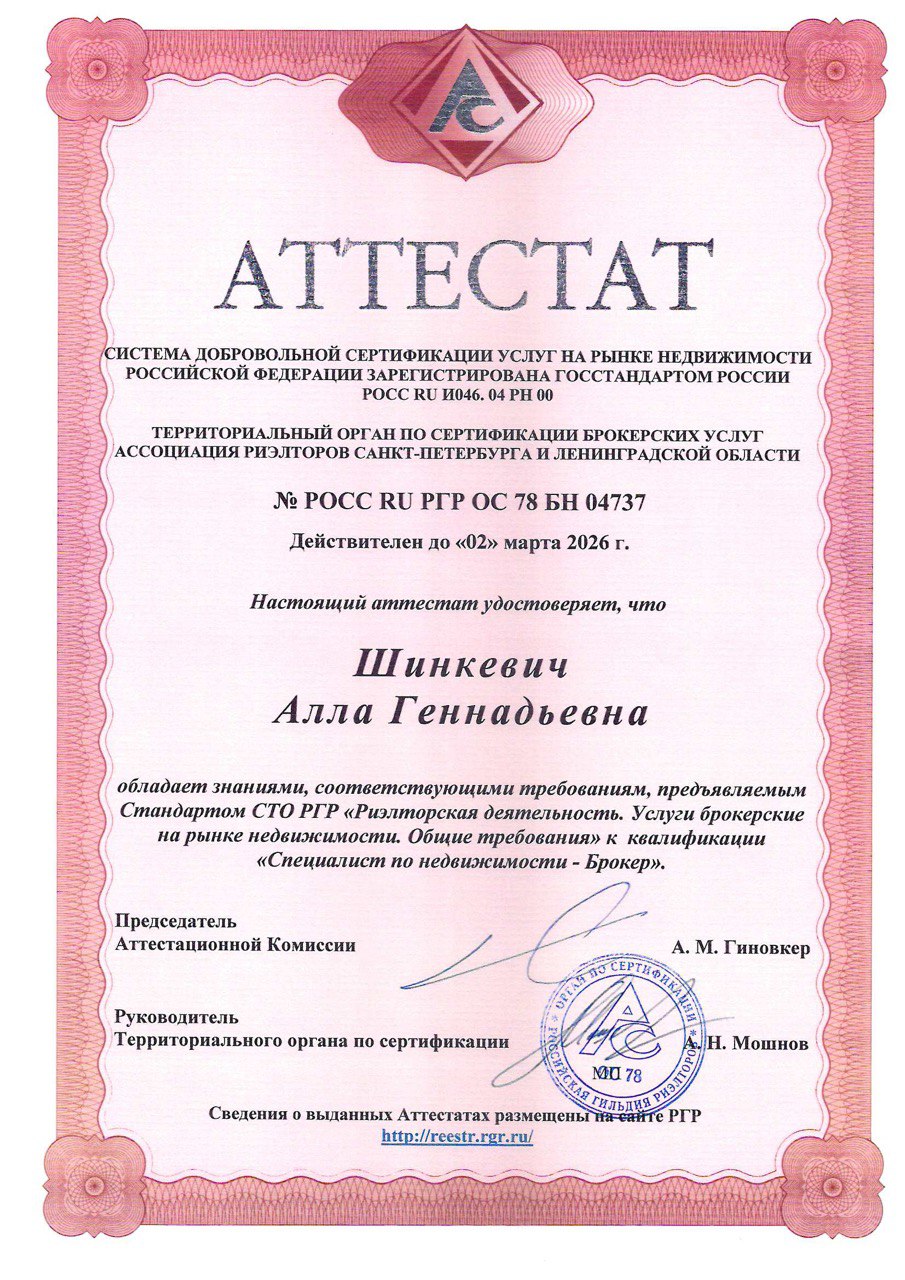 АС
АТТЕСТАТ
СИСТЕМА ДОБРОВОЛЬНОЙ СЕРТИФИКАЦИИ УСЛУГ НА РЫНКЕ НЕДВИЖИМОСТИ
РОССИЙСКОЙ ФЕДЕРАЦИИ ЗАРЕГИСТРИРОВАНА ГОССТАНДАРТОМ РОССИИ
РОСС RU И046. 04 РН 00
ТЕРРИТОРИАЛЬНЫЙ ОРГАН ПО СЕРТИФИКАЦИИ БРОКЕРСКИХ УСЛУГ
АССОЦИАЦИЯ РИЭЛТОРОВ САНКТ-ПЕТЕРБУРГА И ЛЕНИНГРАДСКОЙ ОБЛАСТИ
№ РОСС RU РГР ОС 78 БН 04737
Действителен до «02» марта 2026 г.
Настоящий аттестат удостоверяет, что
Шинкевич
Алла Геннадьевна
обладает знаниями, соответствующими требованиям, предъявляемым
Стандартом СТО РГР «Риэлторская деятельность. Услуги брокерские
на рынке недвижимости. Общие требования» к квалификации
«Специалист по недвижимости - Брокер».
Председатель
Аттестационной Комиссии
А. М. Гиновкер
Руководитель
Территориального органа по сертификации
А. Н. Мошнов
ОРГАН ПО СЕРТИФИКАЦИИ * РОССИЙСКАЯ ГИЛЬДИЯ РИЭЛТОРОВ *
АС
МП
78
Сведения о выданных Аттестатах размещены на сайте РГР
http://reestr.rgr.ru/